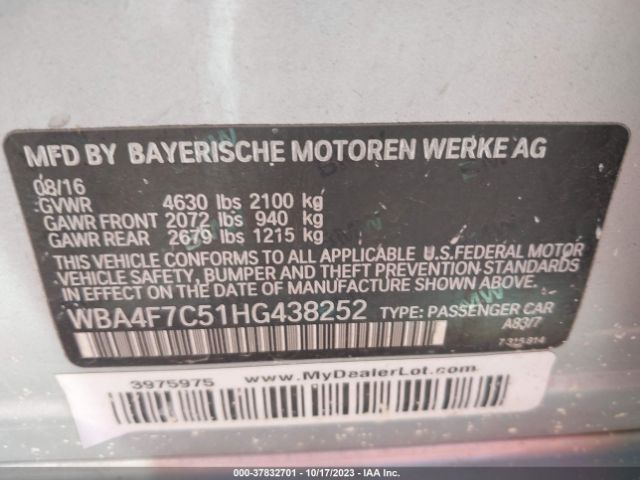 MFD BY BAYERISCHE MOTOREN WERKE AG
08/16
GVWR 4630 lbs 2100 kg
GAWR FRONT 2072 lbs 940 kg
GAWR REAR 2679 lbs 1215 kg
THIS VEHICLE CONFORMS TO ALL APPLICABLE U.S.FEDERAL MOTOR
VEHICLE SAFETY, BUMPER AND THEFT PREVENTION STANDARDS
IN EFFECT ON THE DATE OF MANUFACTURE SHOWN ABOVE.
WBA4F7C51HG438252 TYPE: PASSENGER CAR
A83/7
7 315 814
3975975 www.MyDealerLot.com
000-37832701 - 10/17/2023 - IAA Inc.